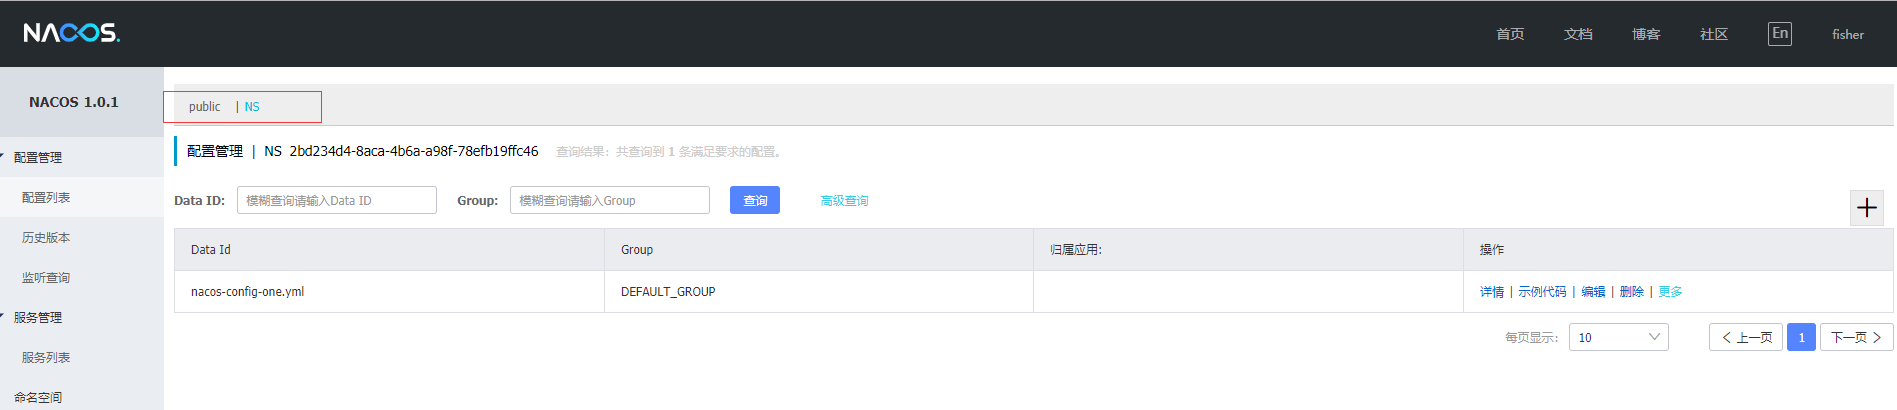 NACOS. 首页 文档 博客 社区 En fisher
NACOS 1.0.1
public | NS
配置管理
配置管理 | NS 2bd234d4-8aca-4b6a-a98f-78efb19ffc46 查询结果：共查询到 1 条满足要求的配置。
配置列表
Data ID: 模糊查询请输入Data ID Group: 模糊查询请输入Group 查询 高级查询
历史版本
Data Id Group 归属应用: 操作
监听查询
nacos-config-one.yml DEFAULT_GROUP 详情 | 示例代码 | 编辑 | 删除 | 更多
服务管理
每页显示: 10 上一页 1 下一页
服务列表
命名空间